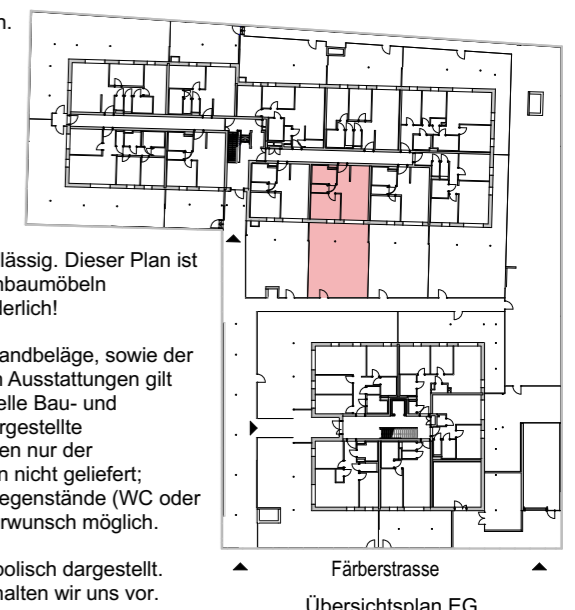 n.
lässig. Dieser Plan ist
nbaumöbeln
lerlich!
andbeläge, sowie der
n Ausstattungen gilt
elle Bau- und
rgestellte
en nur der
n nicht geliefert;
egenstände (WC oder
rwunsch möglich.
bolisch dargestellt.
halten wir uns vor.
Färberstrasse
Übersichtsplan EG